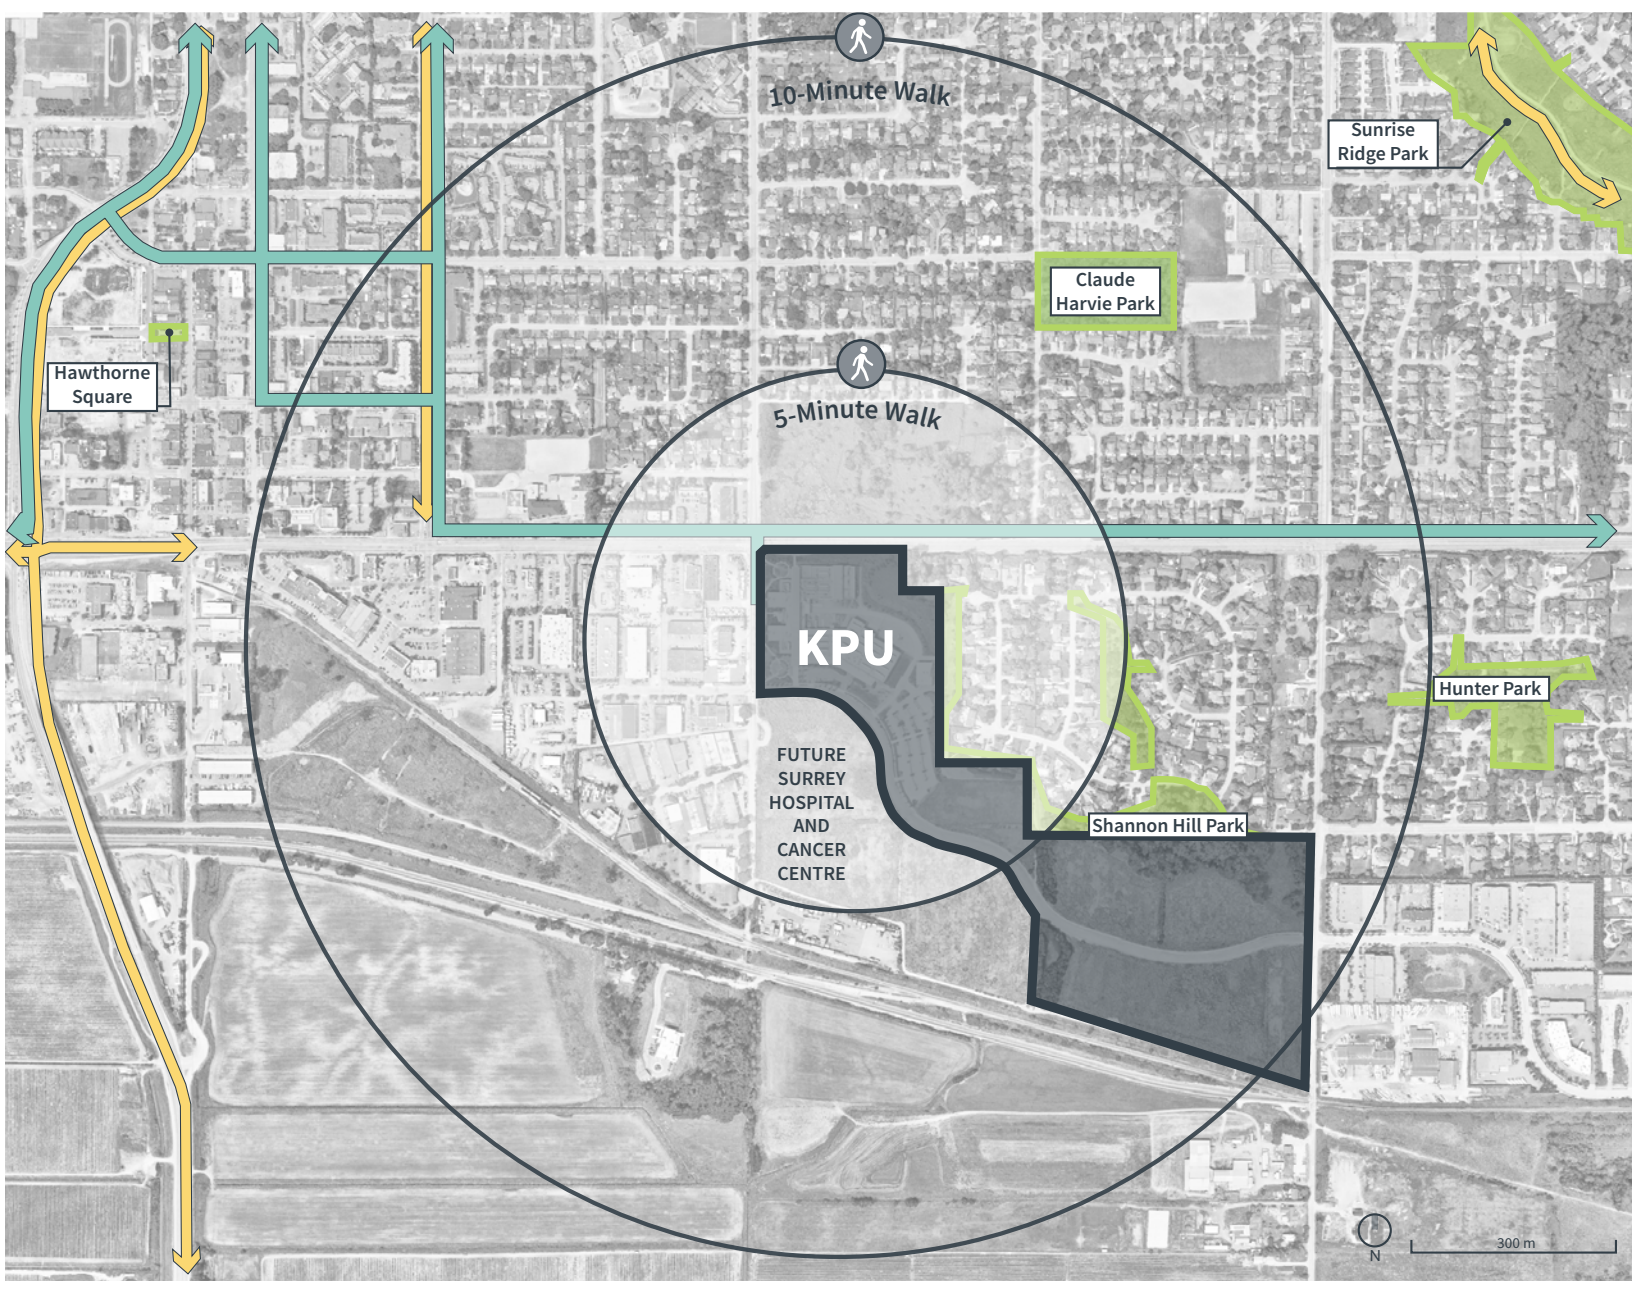 10-Minute Walk
Sunrise
Ridge Park
Claude
Harvie Park
Hawthorne
Square
5-Minute Walk
KPU
Hunter Park
FUTURE
SURREY
HOSPITAL
AND
CANCER
CENTRE
Shannon Hill Park
N
300 m